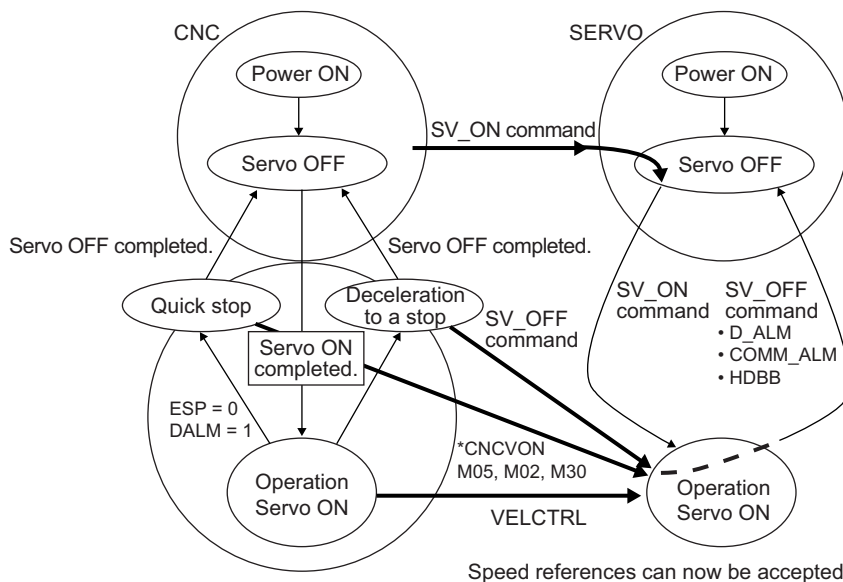 CNC
SERVO
Power ON
Power ON
SV_ON command
Servo OFF
Servo OFF
Servo OFF completed.
Servo OFF completed.
Quick stop
Deceleration
to a stop
SV_OFF
command
SV_ON
command
SV_OFF
command
• D_ALM
• COMM_ALM
• HDBB
Servo ON
completed.
ESP = 0
DALM = 1
*CNCVON
M05, M02, M30
Operation
Servo ON
VELCTRL
Operation
Servo ON
Speed references can now be accepted